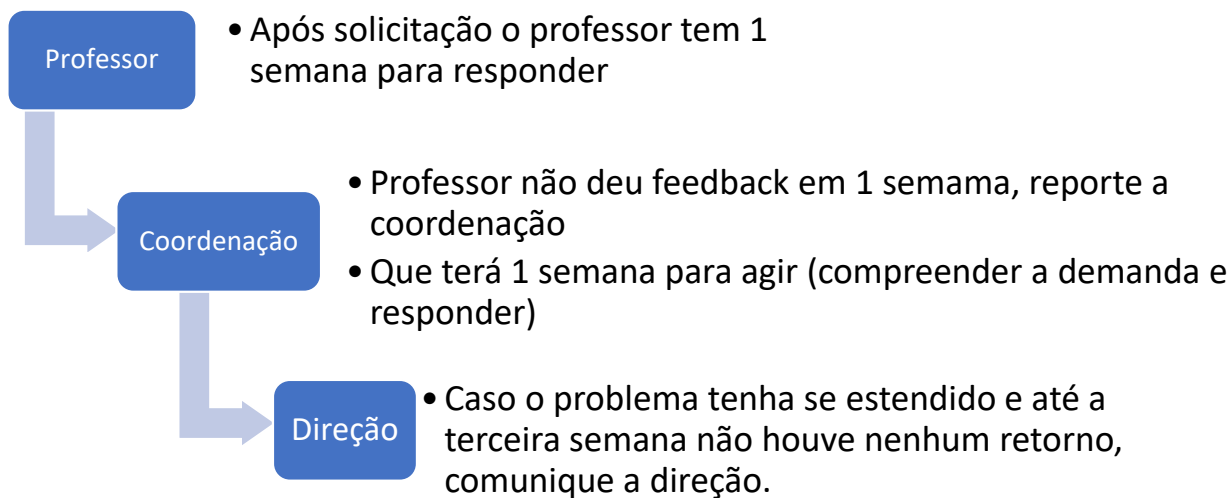 Professor
• Após solicitação o professor tem 1
semana para responder
Coordenação
• Professor não deu feedback em 1 semama, reporte a
coordenação
• Que terá 1 semana para agir (compreender a demanda e
responder)
Direção
• Caso o problema tenha se estendido e até a
terceira semana não houve nenhum retorno,
comunique a direção.